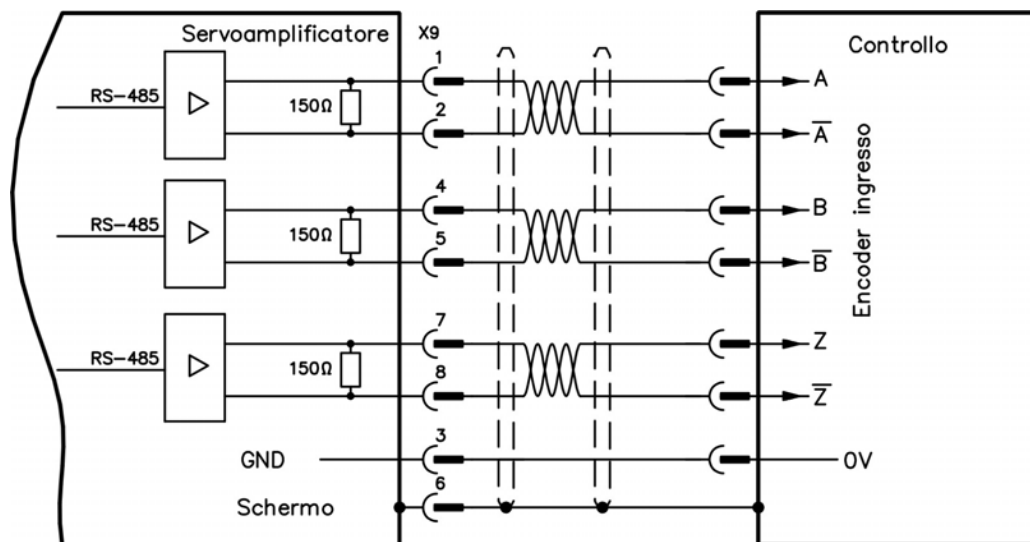 Servoamplificatore
X9
Controllo
1
A
RS-485
150Ω
2
A̅
4
B
RS-485
150Ω
5
B̅
Encoder ingresso
7
Z
RS-485
150Ω
8
Z̅
3
GND
0V
6
Schermo